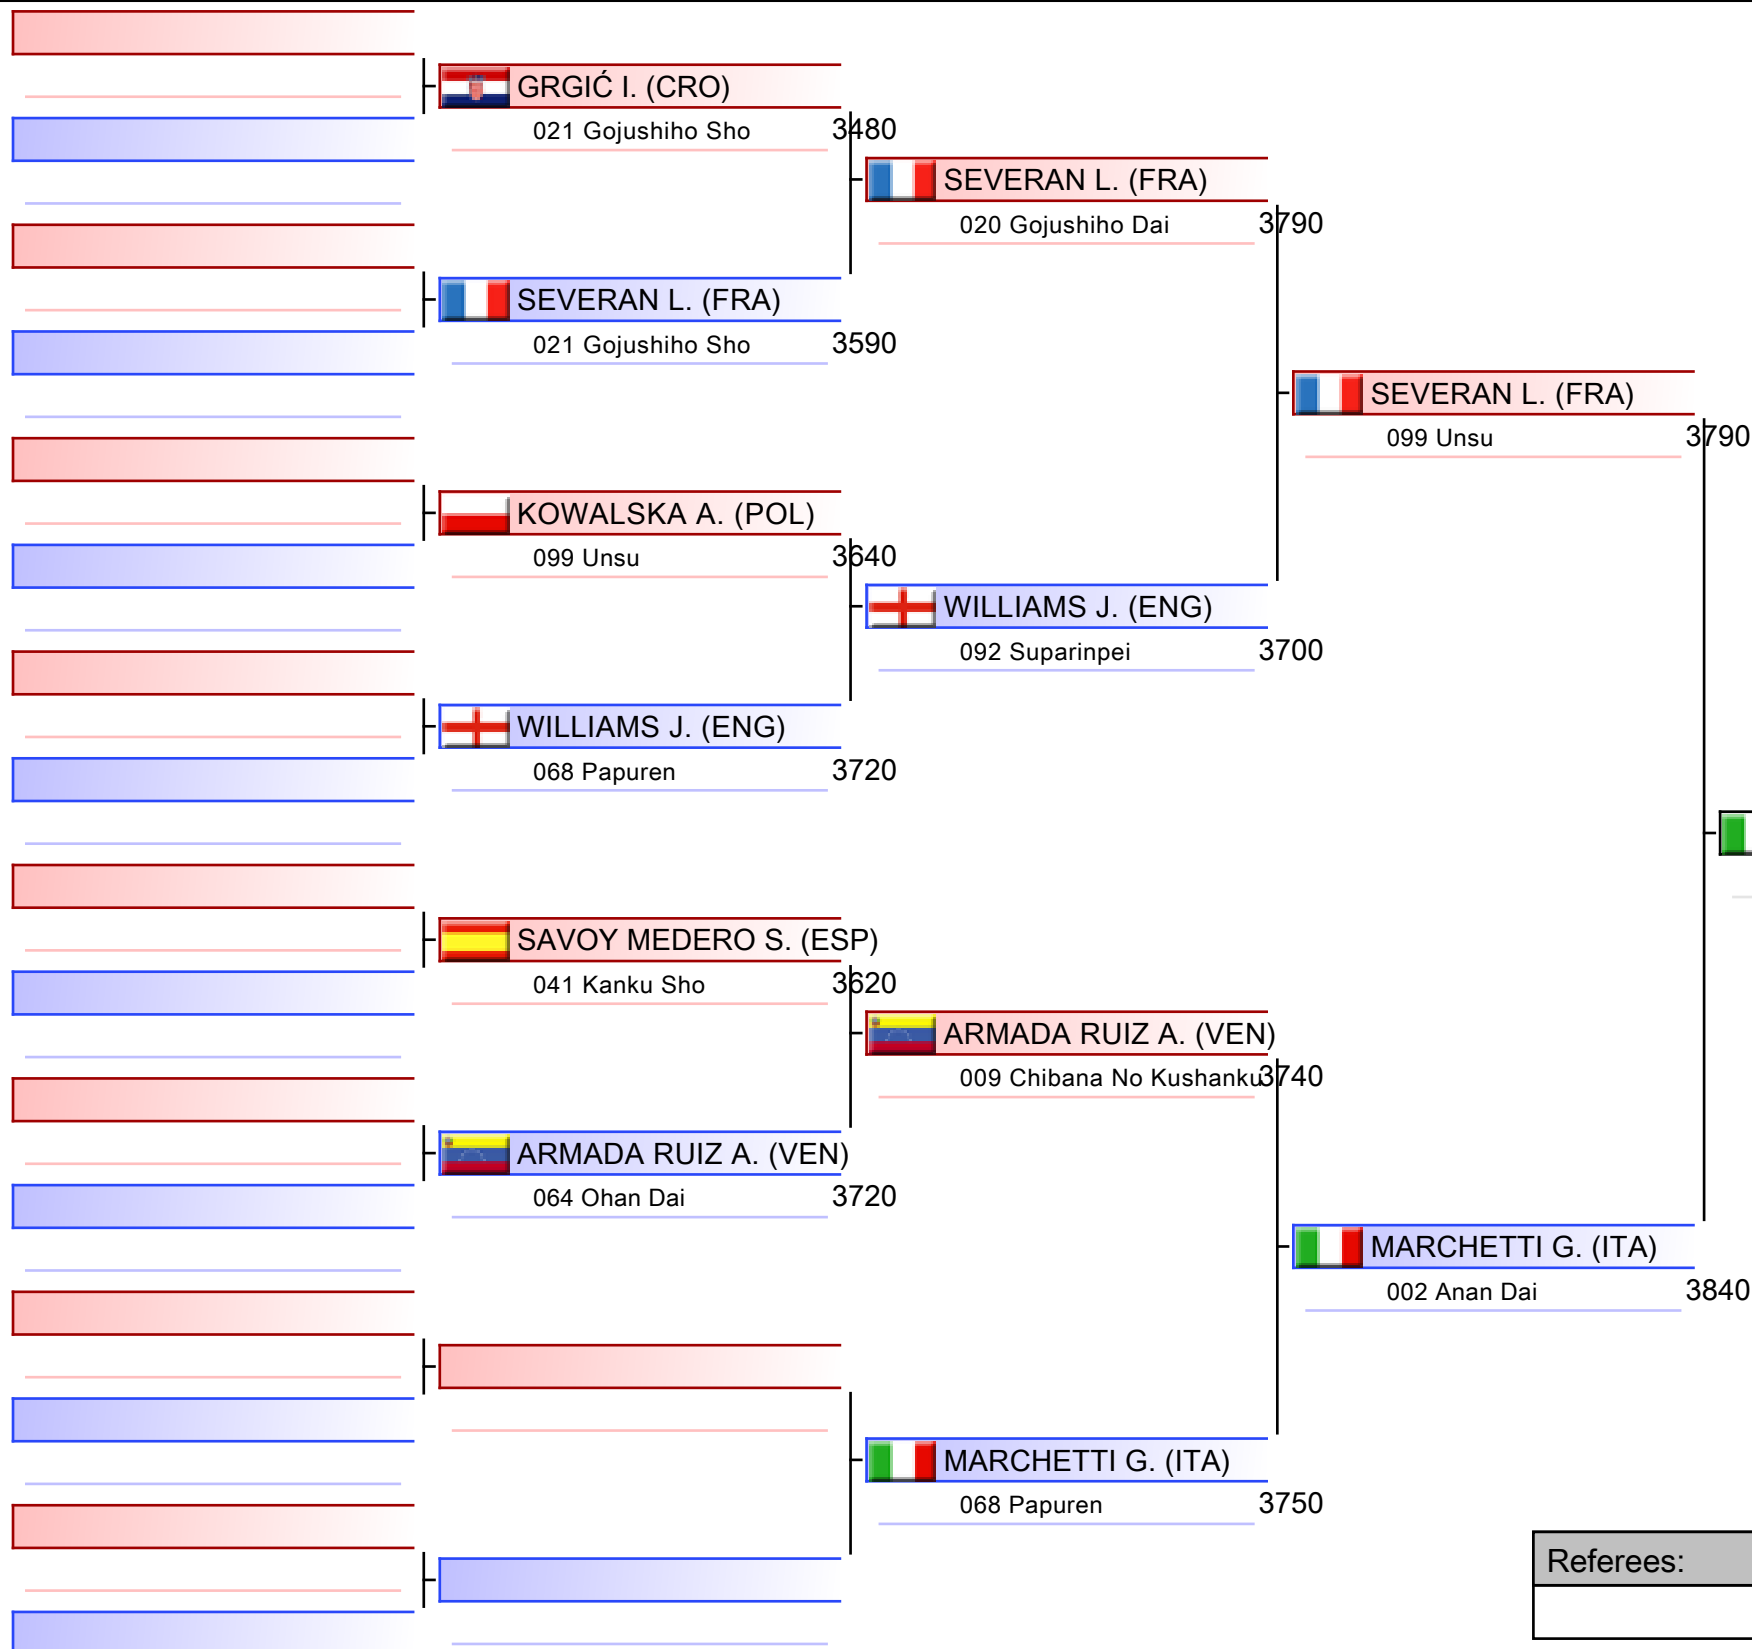 GRGIĆ I. (CRO)
021 Gojushiho Sho 3480
SEVERAN L. (FRA)
021 Gojushiho Sho 3590
KOWALSKA A. (POL)
099 Unsu 3640
WILLIAMS J. (ENG)
068 Papuren 3720
SAVOY MEDERO S. (ESP)
041 Kanku Sho 3620
ARMADA RUIZ A. (VEN)
064 Ohan Dai 3720
SEVERAN L. (FRA)
020 Gojushiho Dai 3790
WILLIAMS J. (ENG)
092 Suparinpei 3700
ARMADA RUIZ A. (VEN)
009 Chibana No Kushanku 3740
MARCHETTI G. (ITA)
068 Papuren 3750
SEVERAN L. (FRA)
099 Unsu 3790
MARCHETTI G. (ITA)
002 Anan Dai 3840
Referees: